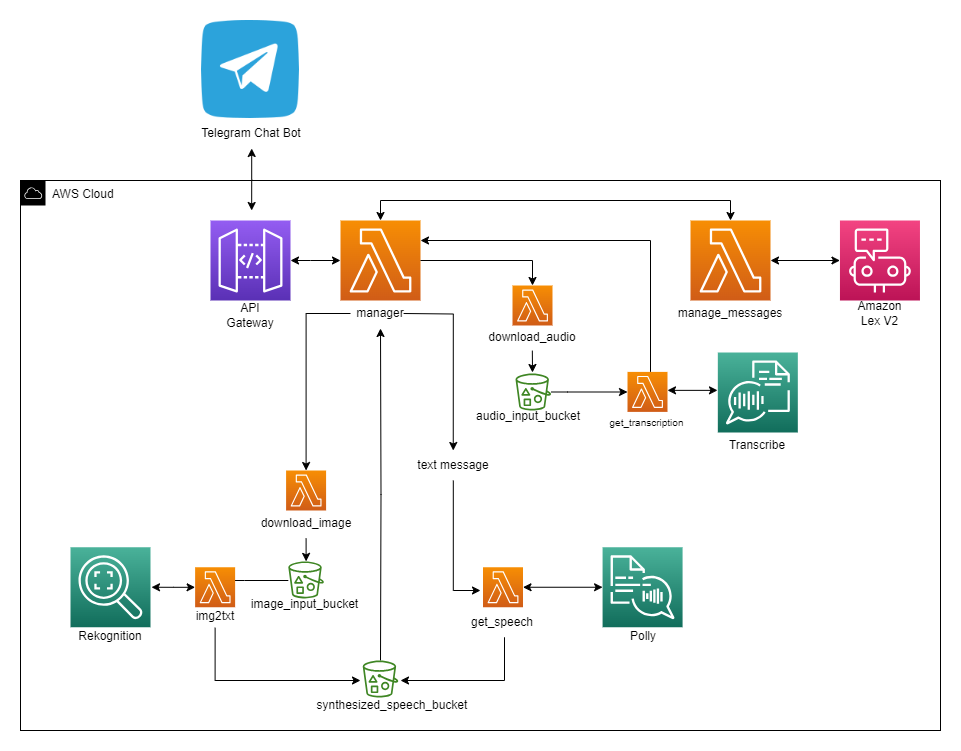 Telegram Chat Bot
AWS Cloud
</>
API
Gateway
manager
manage_messages
Amazon
Lex V2
download_audio
audio_input_bucket
get_transcription
Transcribe
text message
download_image
image_input_bucket
Rekognition
img2txt
get_speech
Polly
synthesized_speech_bucket